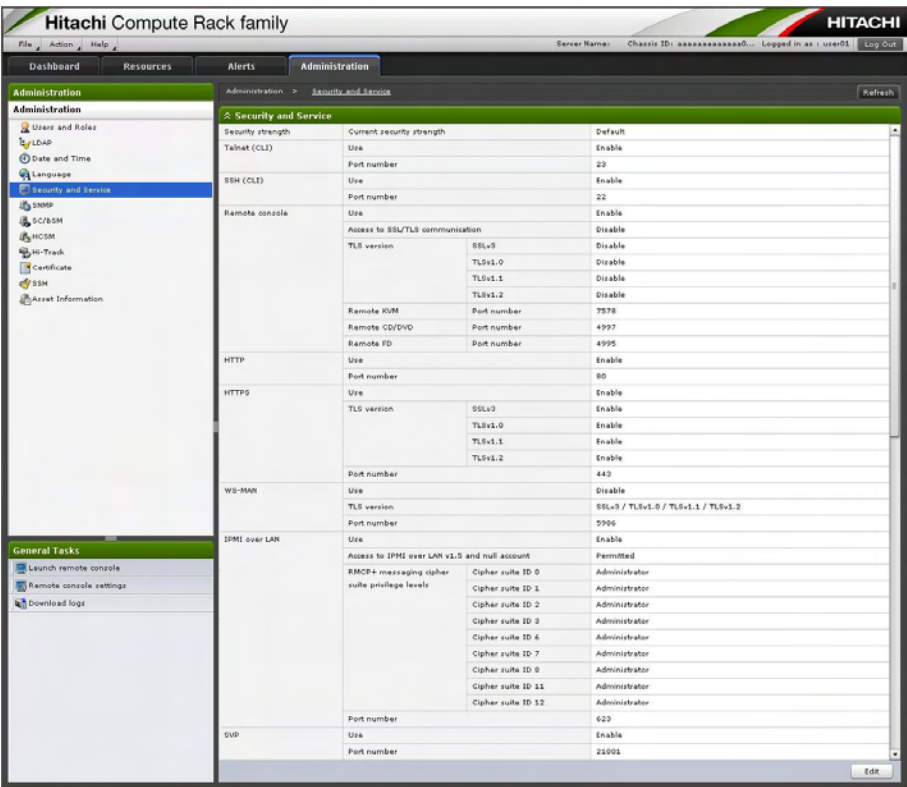 Hitachi Compute Rack family
HITACHI
File Action Help Server Name: Chassis ID: aaaaaaaaaaaaa0... Logged in as : user01 Log Out
Dashboard Resources Alerts Administration
Administration
Administration
Users and Roles
LDAP
Date and Time
Language
Security and Service
SNMP
SC/BSM
HCSM
Hi-Track
Certificate
SSH
Asset Information
General Tasks
Launch remote console
Remote console settings
Download logs
Administration > Security and Service Refresh
Security and Service
Security strength Current security strength Default
Telnet (CLI) Use Enable
Port number 23
SSH (CLI) Use Enable
Port number 22
Remote console Use Enable
Access to SSL/TLS communication Disable
TLS version SSLv3 Disable
TLSv1.0 Disable
TLSv1.1 Disable
TLSv1.2 Disable
Remote KVM Port number 7578
Remote CD/DVD Port number 4997
Remote FD Port number 4995
HTTP Use Enable
Port number 80
HTTPS Use Enable
TLS version SSLv3 Enable
TLSv1.0 Enable
TLSv1.1 Enable
TLSv1.2 Enable
Port number 443
WS-MAN Use Disable
TLS version SSLv3 / TLSv1.0 / TLSv1.1 / TLSv1.2
Port number 5986
IPMI over LAN Use Enable
Access to IPMI over LAN v1.5 and null account Permitted
RMCP+ messaging cipher suite privilege levels Cipher suite ID 0 Administrator
Cipher suite ID 1 Administrator
Cipher suite ID 2 Administrator
Cipher suite ID 3 Administrator
Cipher suite ID 6 Administrator
Cipher suite ID 7 Administrator
Cipher suite ID 8 Administrator
Cipher suite ID 11 Administrator
Cipher suite ID 12 Administrator
Port number 623
SVP Use Enable
Port number 21001
Edit